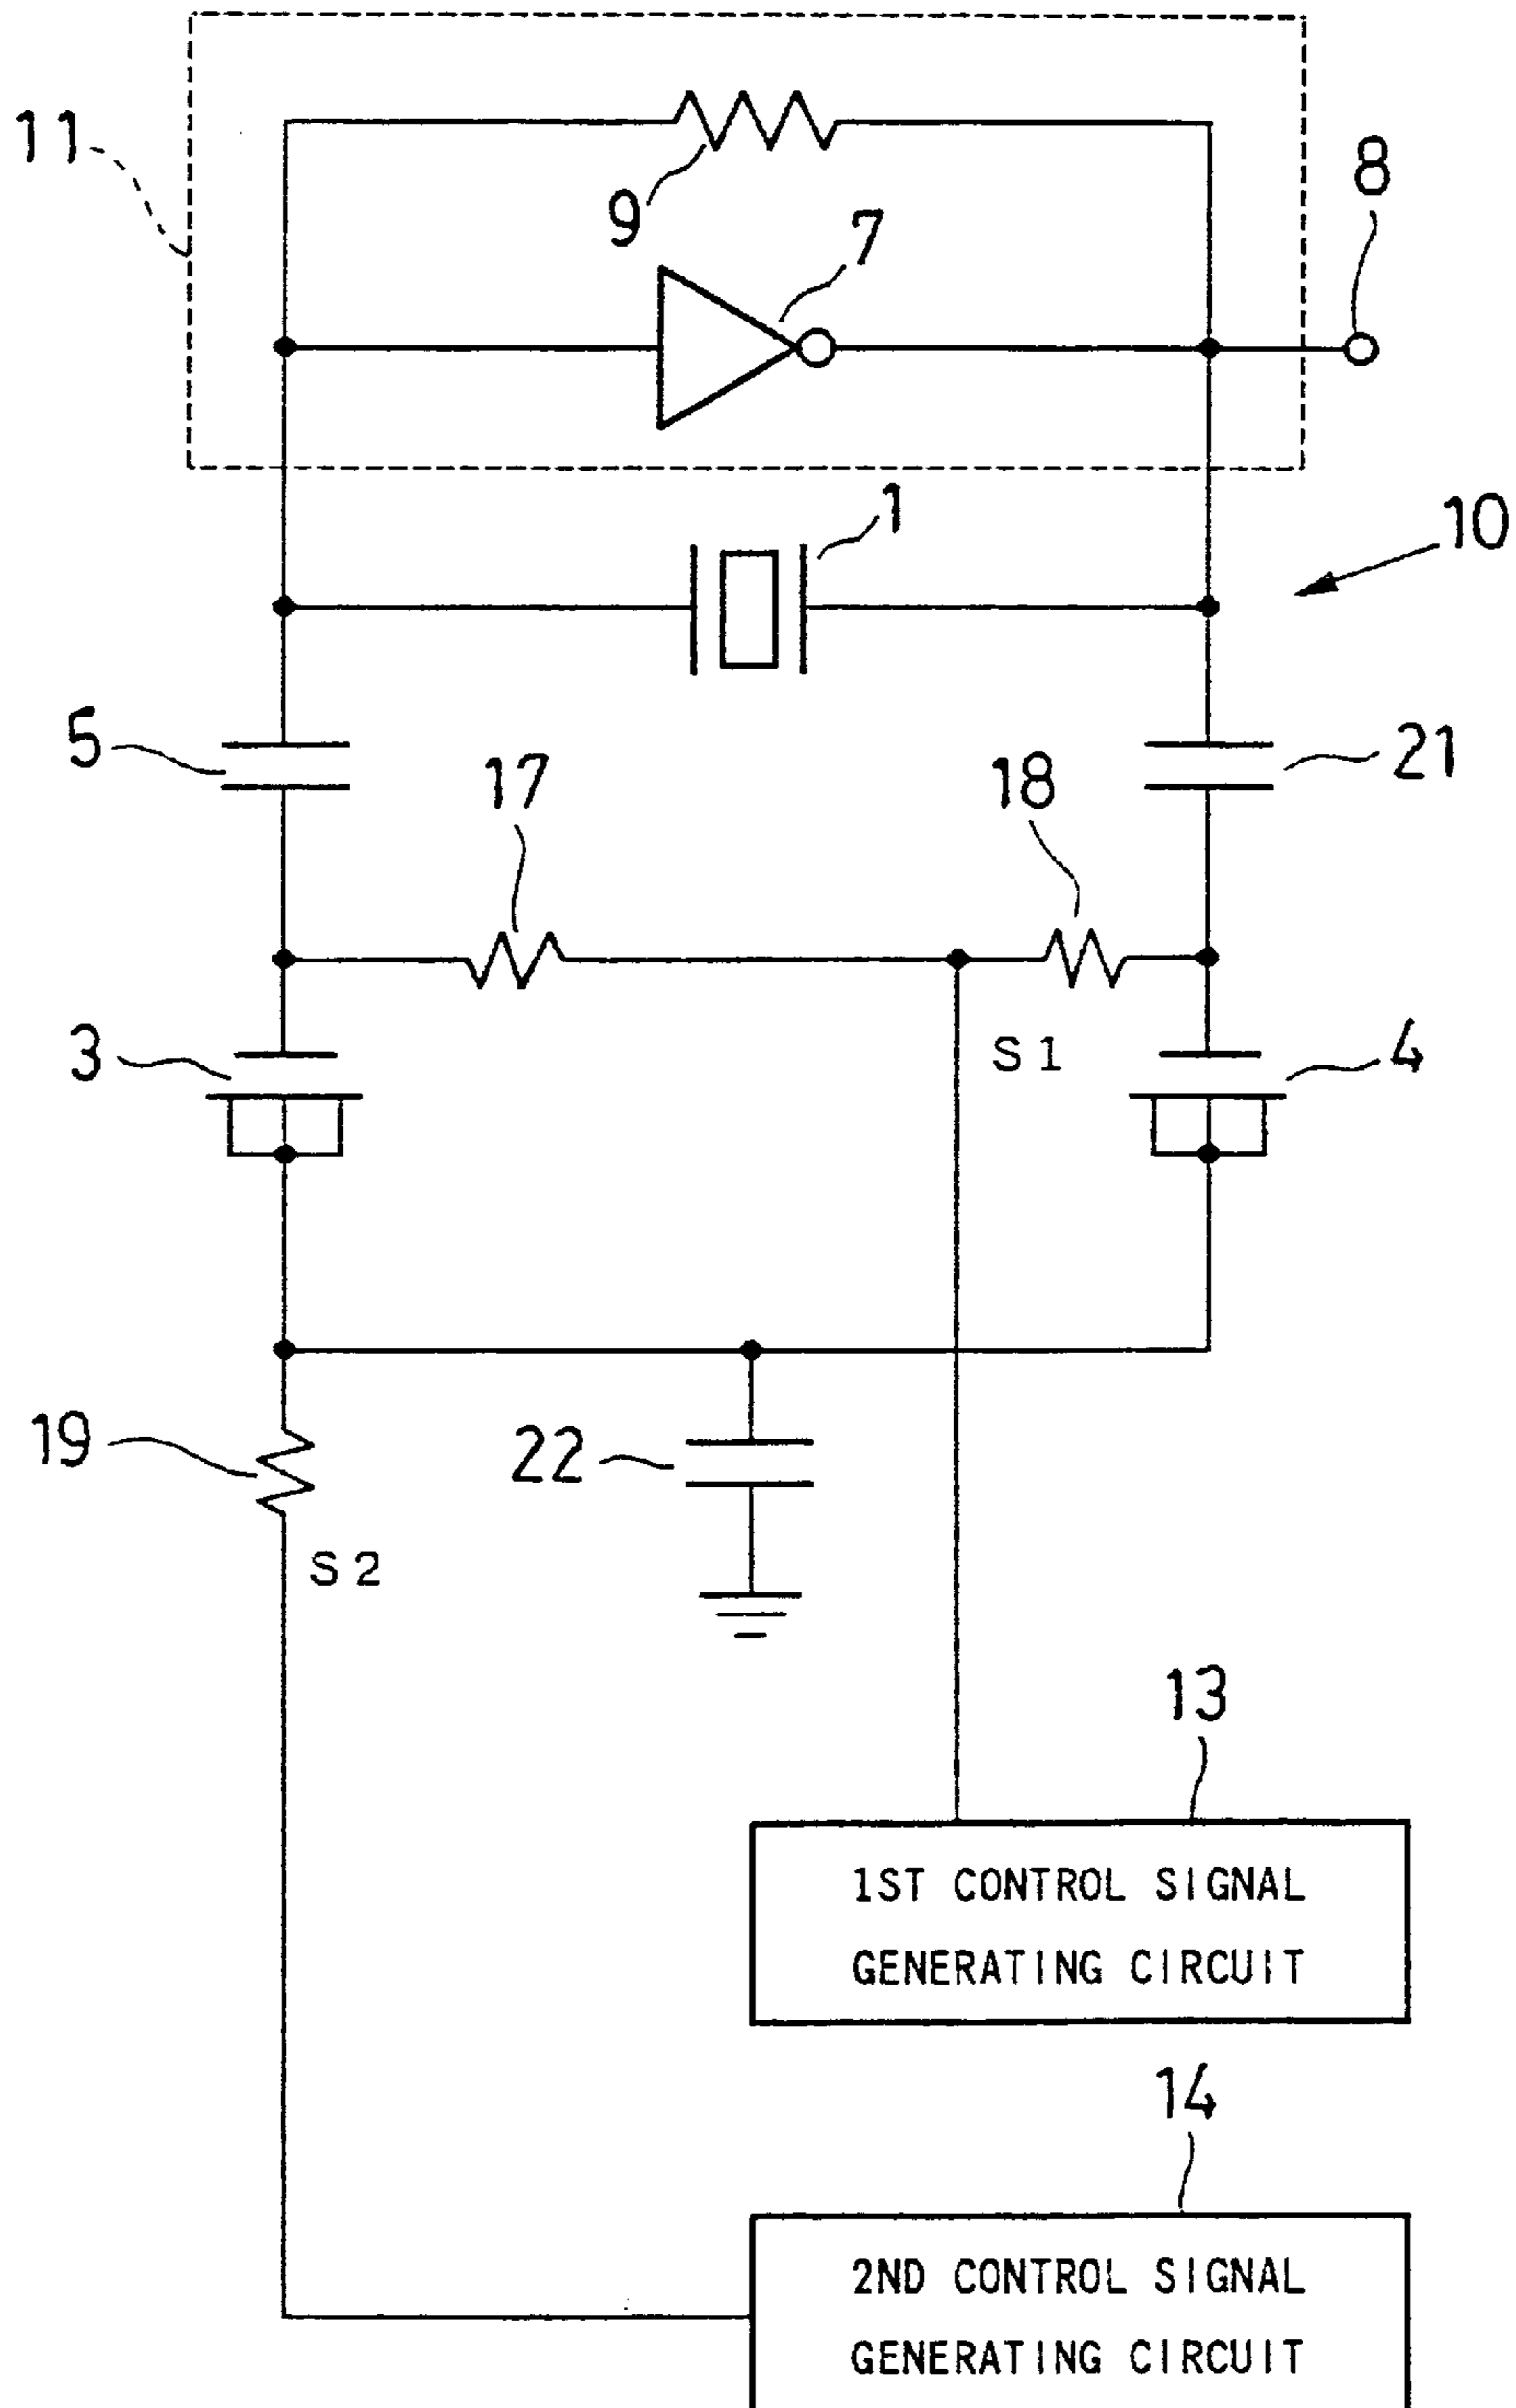 11
9
7
8
1
10
5
17
18
21
3
S1
4
19
22
S2
13
1ST CONTROL SIGNAL
GENERATING CIRCUIT
14
2ND CONTROL SIGNAL
GENERATING CIRCUIT